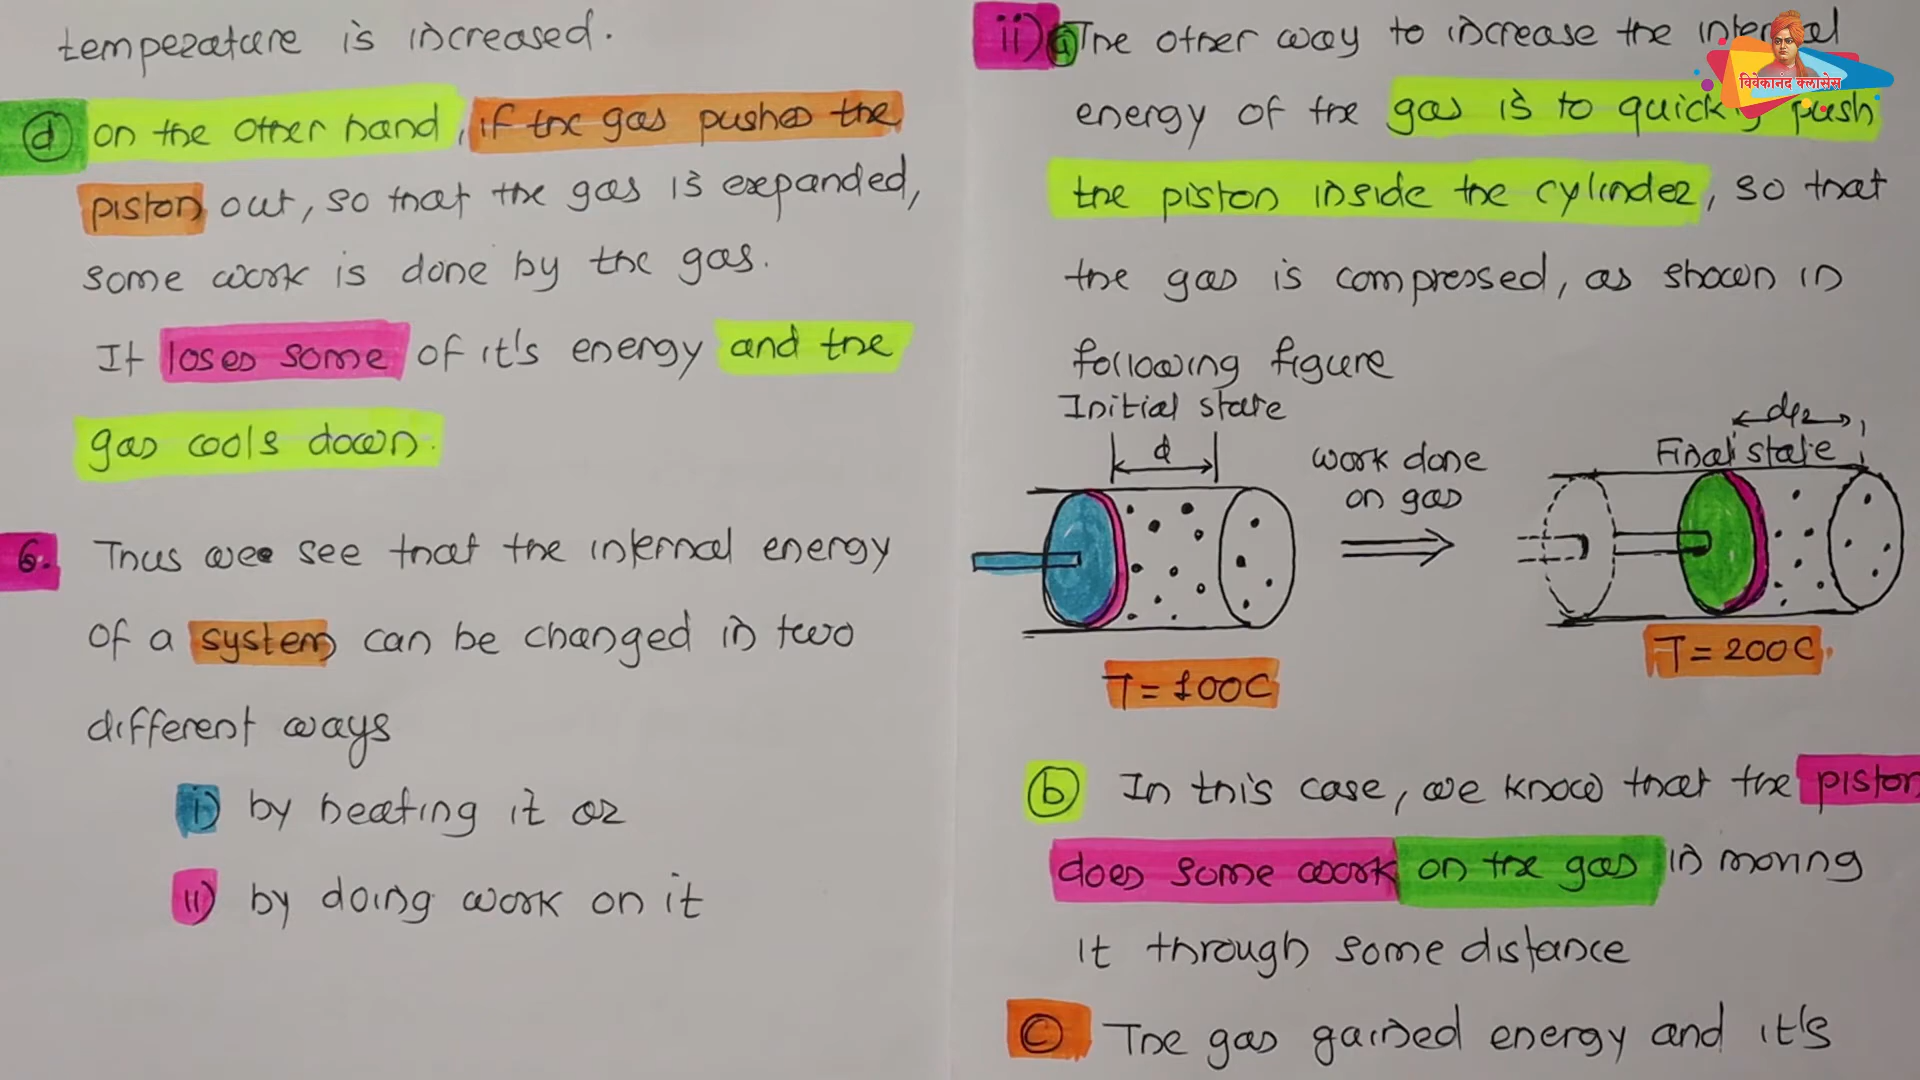 temperature is increased.
d on the other hand, if the gas pushes the
piston out, so that the gas is expanded,
some work is done by the gas.
It loses some of it's energy and the
gas cools down.
6. Thus we see that the internal energy
of a system can be changed in two
different ways
i) by heating it or
ii) by doing work on it
ii) a The other way to increase the internal
energy of the gas is to quickly push
the piston inside the cylinder, so that
the gas is compressed, as shown in
following figure
Initial state
d
work done
on gas
d/2
Final state
T = 100C
T = 200C.
b In this case, we know that the piston
does some work on the gas in moving
it through some distance
c The gas gained energy and it's
विवेकानंद क्लासेस